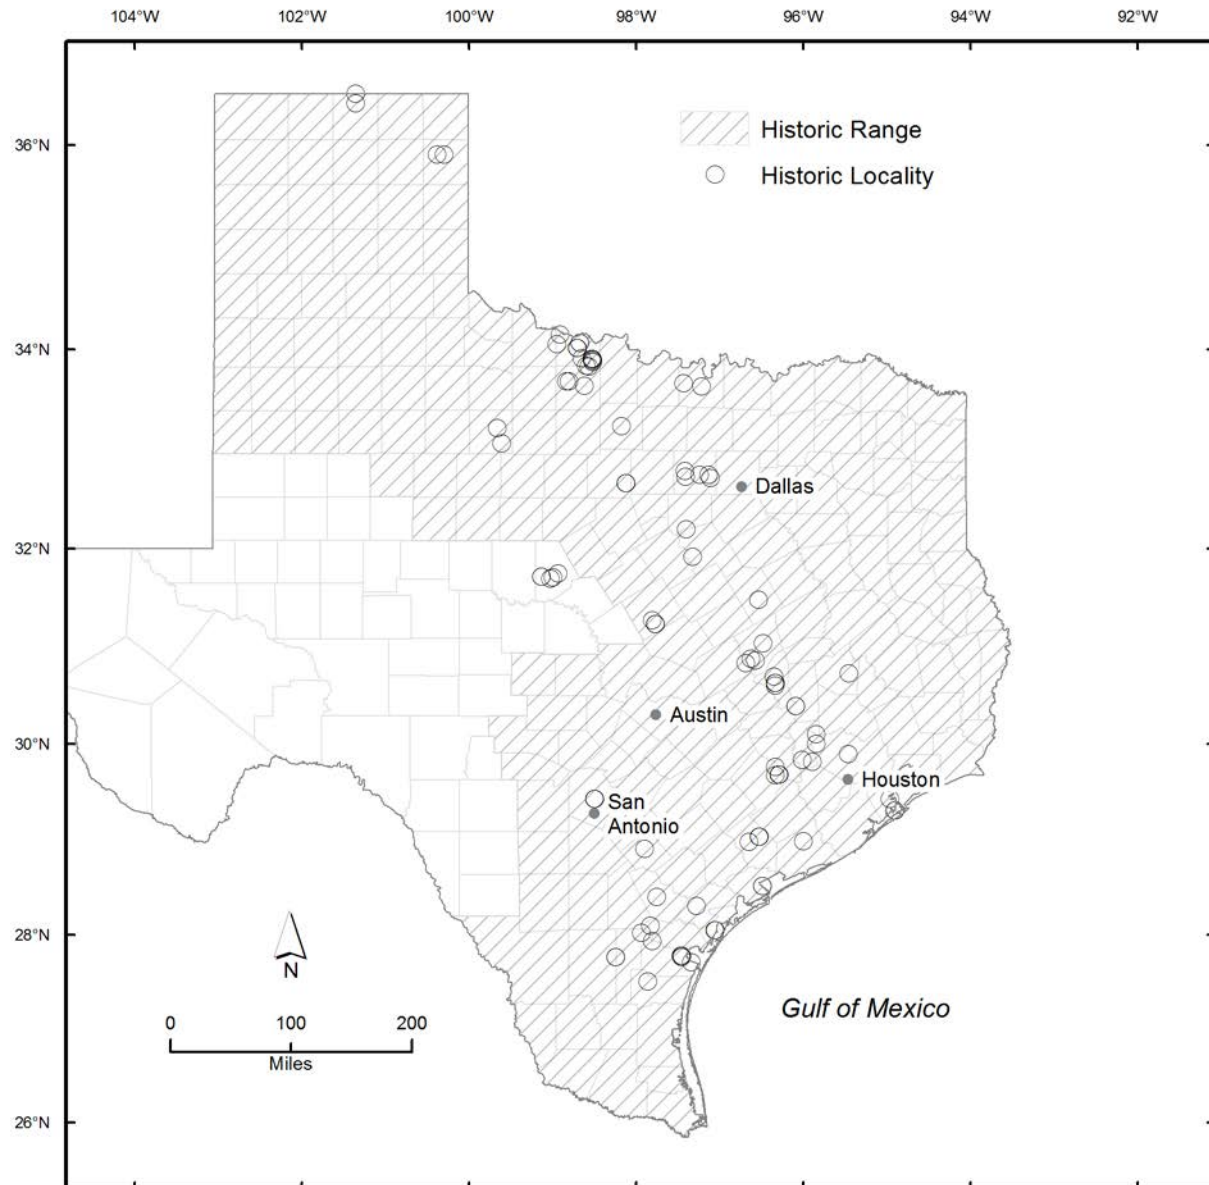 104°W 102°W 100°W 98°W 96°W 94°W 92°W
Historic Range
36°N
Historic Locality
34°N
Dallas
32°N
Austin
30°N
Houston
San
Antonio
28°N
N
Gulf of Mexico
0 100 200
Miles
26°N